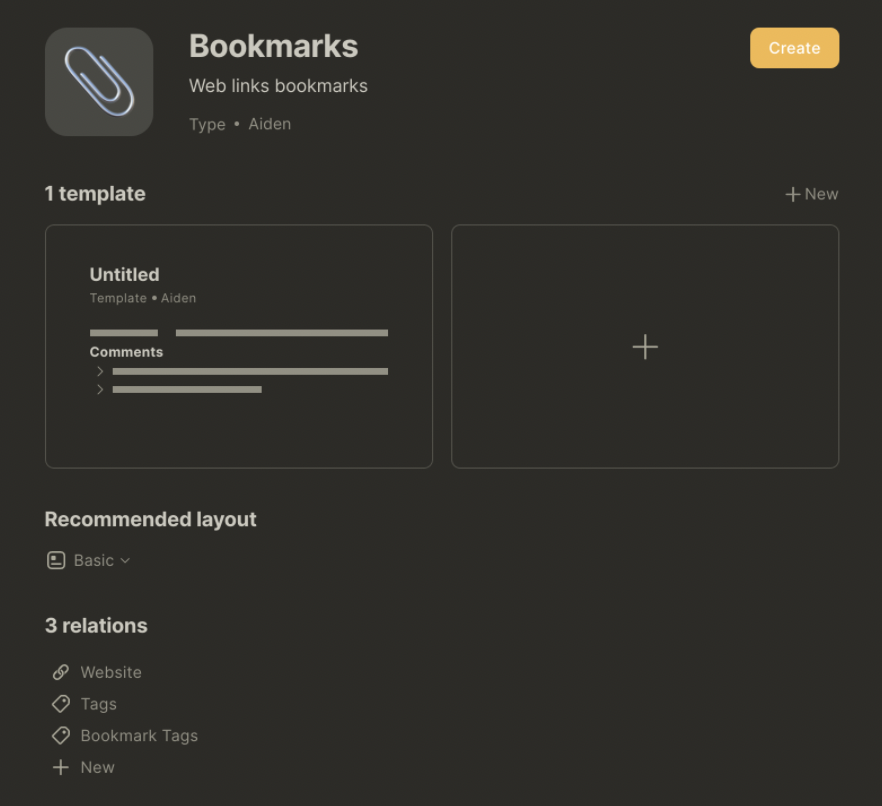 Bookmarks
Create
Web links bookmarks
Type • Aiden
1 template
New
Untitled
Template • Aiden
Comments
Recommended layout
Basic
3 relations
Website
Tags
Bookmark Tags
New